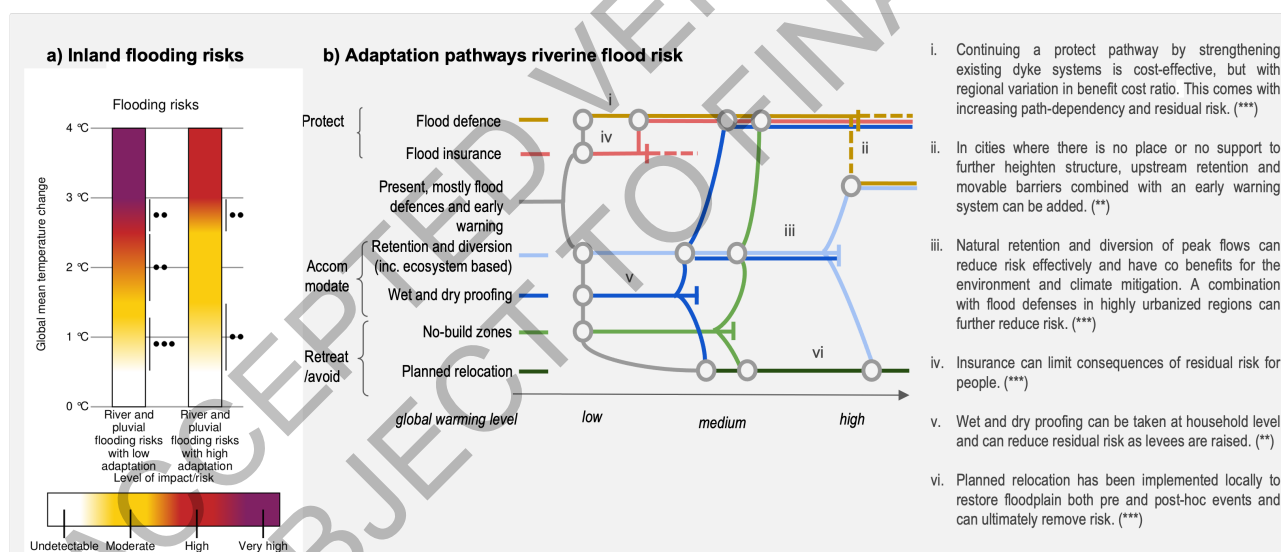 a) Inland flooding risks
Flooding risks
4 ºC
3 ºC
2 ºC
1 ºC
0 ºC
Global mean temperature change
River and
pluvial
flooding risks
with low
adaptation
River and
pluvial
flooding risks
with high
adaptation
Level of impact/risk
Undetectable Moderate High Very high
b) Adaptation pathways riverine flood risk
Protect
Flood defence
Flood insurance
Present, mostly flood
defences and early
warning
Accom
modate
Retention and diversion
(inc. ecosystem based)
Wet and dry proofing
Retreat
/avoid
No-build zones
Planned relocation
i
iv
ii
iii
v
vi
global warming level low medium high
i. Continuing a protect pathway by strengthening
existing dyke systems is cost-effective, but with
regional variation in benefit cost ratio. This comes with
increasing path-dependency and residual risk. (***)
ii. In cities where there is no place or no support to
further heighten structure, upstream retention and
movable barriers combined with an early warning
system can be added. (**)
iii. Natural retention and diversion of peak flows can
reduce risk effectively and have co benefits for the
environment and climate mitigation. A combination
with flood defenses in highly urbanized regions can
further reduce risk. (***)
iv. Insurance can limit consequences of residual risk for
people. (***)
v. Wet and dry proofing can be taken at household level
and can reduce residual risk as levees are raised. (**)
vi. Planned relocation has been implemented locally to
restore floodplain both pre and post-hoc events and
can ultimately remove risk. (***)
ACCEPTED VE
BJECT TO FINA